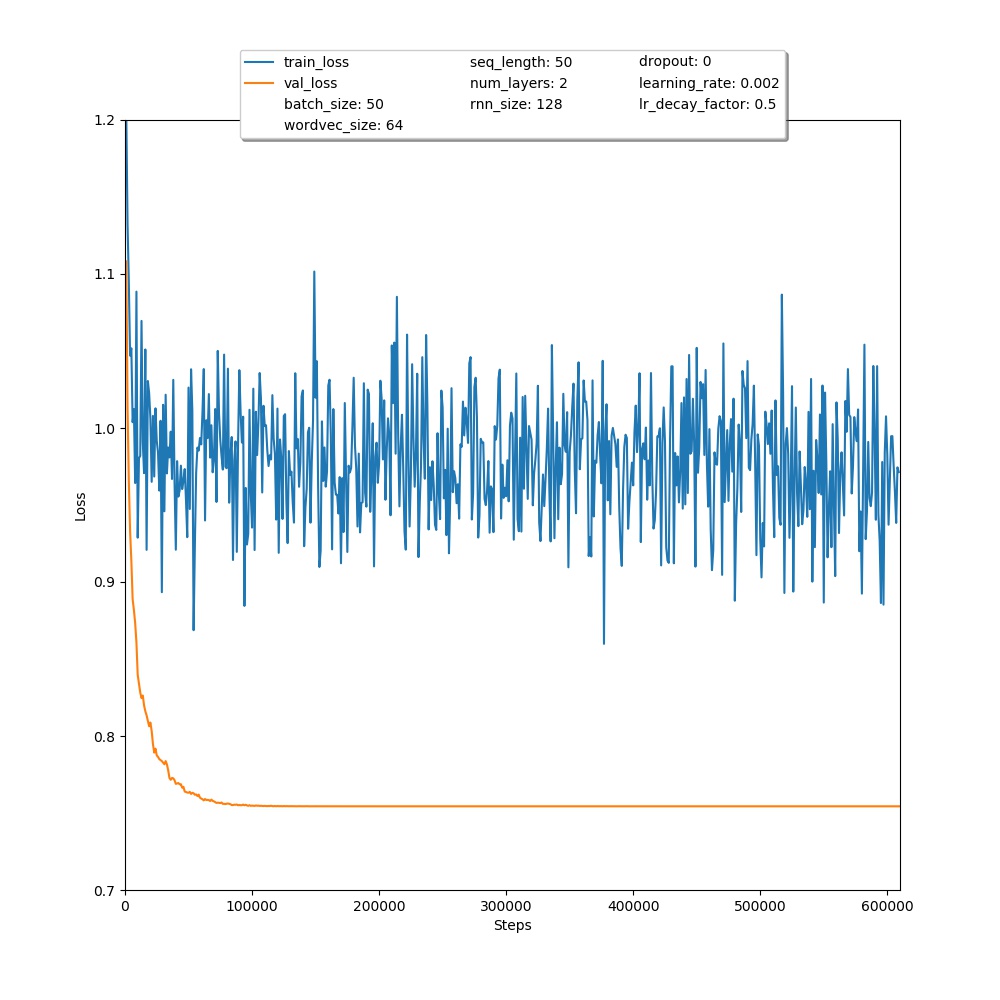 train_loss
val_loss
batch_size: 50
wordvec_size: 64
seq_length: 50
num_layers: 2
rnn_size: 128
dropout: 0
learning_rate: 0.002
lr_decay_factor: 0.5
1.2
1.1
1.0
0.9
0.8
0.7
Loss
0
100000
200000
300000
400000
500000
600000
Steps